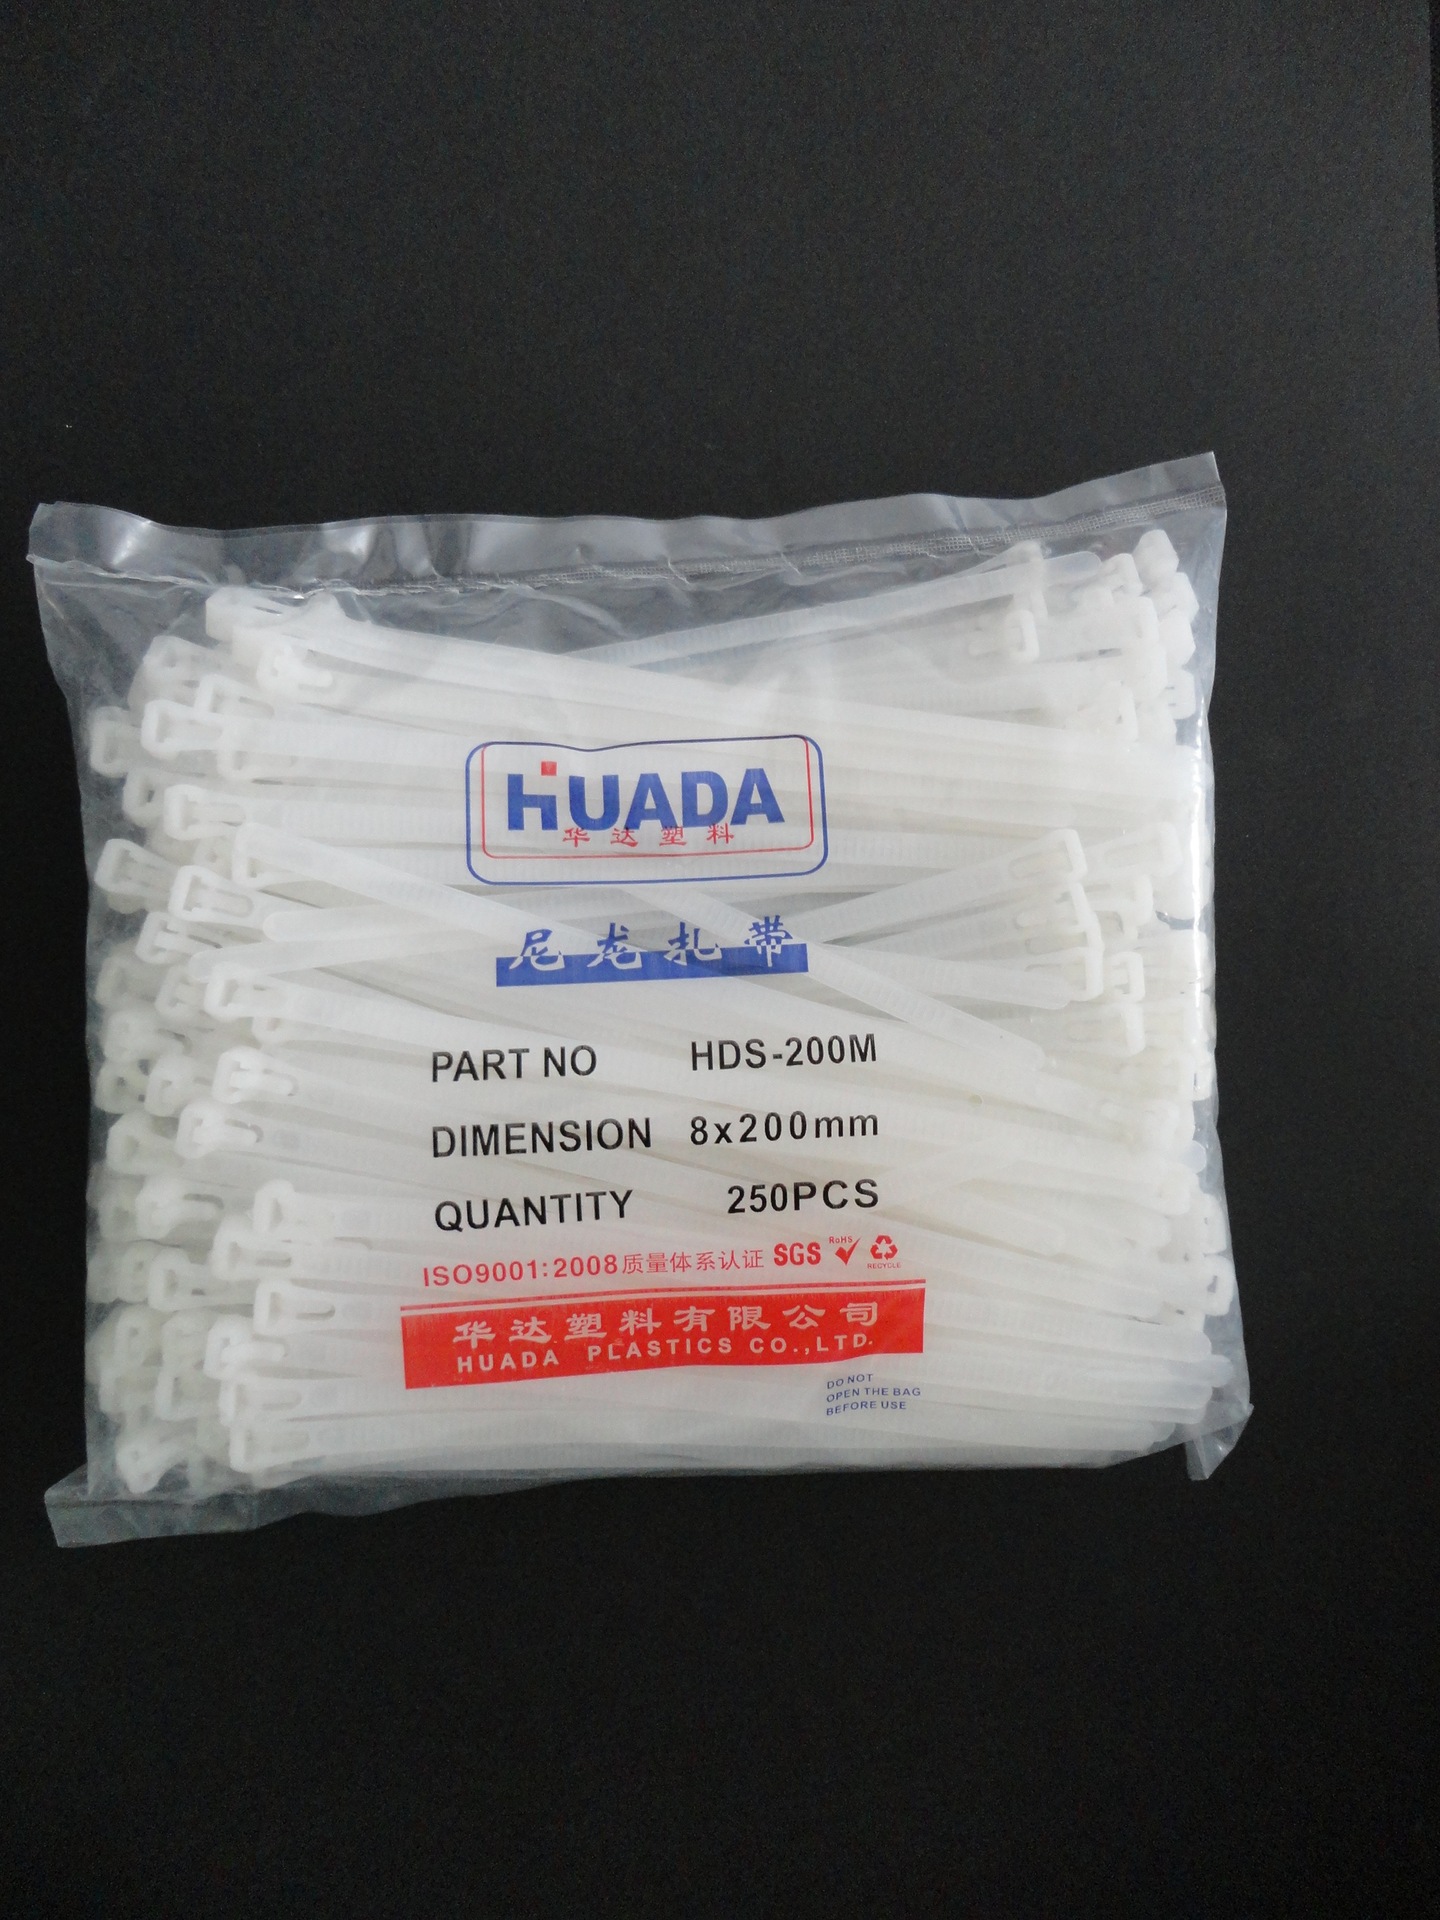 HUADA
华达塑料
尼龙扎带
PART NO HDS-200M
DIMENSION 8x200mm
QUANTITY 250PCS
ISO9001:2008质量体系认证 SGS RoHS RECYCLE
华达塑料有限公司
HUADA PLASTICS CO.,LTD.
DO NOT
OPEN THE BAG
BEFORE USE